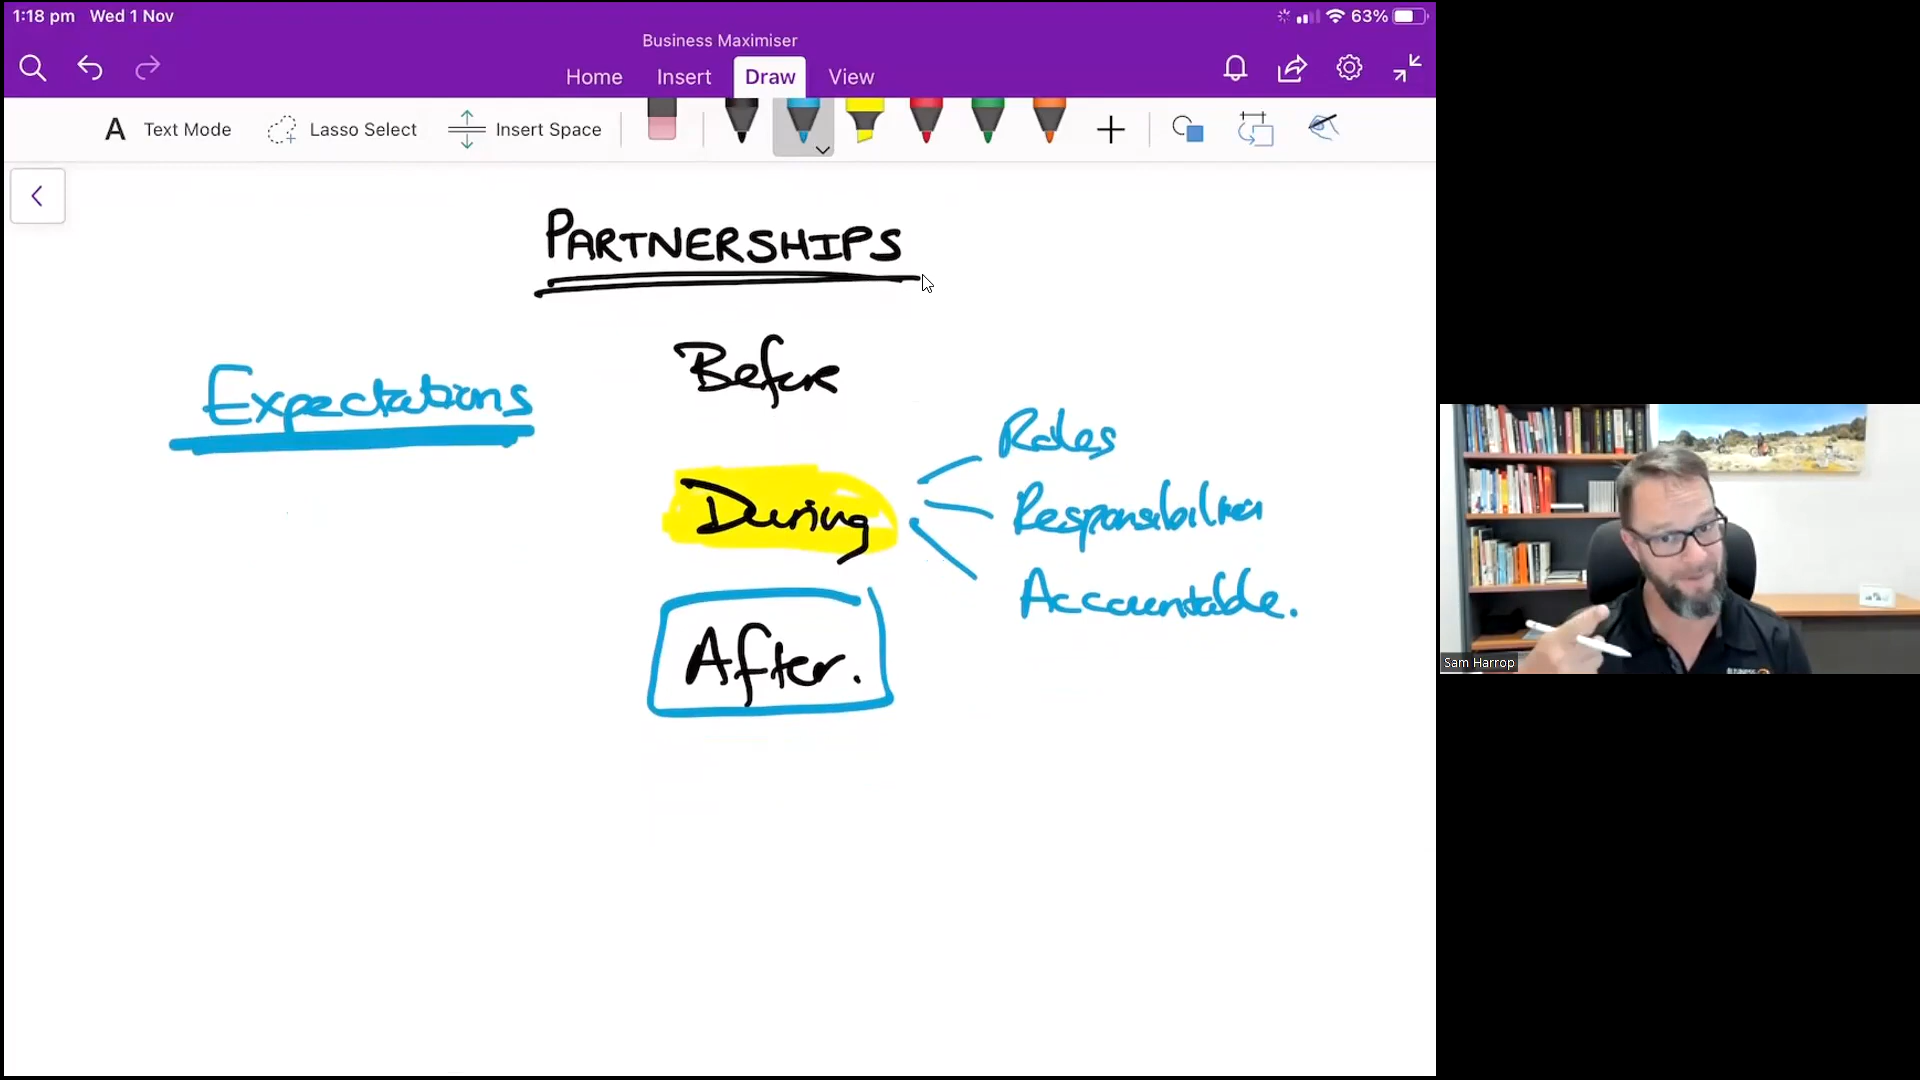 1:18 pm Wed 1 Nov
63%
Business Maximiser
Home Insert Draw View
A Text Mode Lasso Select Insert Space
PARTNERSHIPS
Before
Expectations
Roles
During
Responsibilities
Accountable.
After.
Sam Harrop